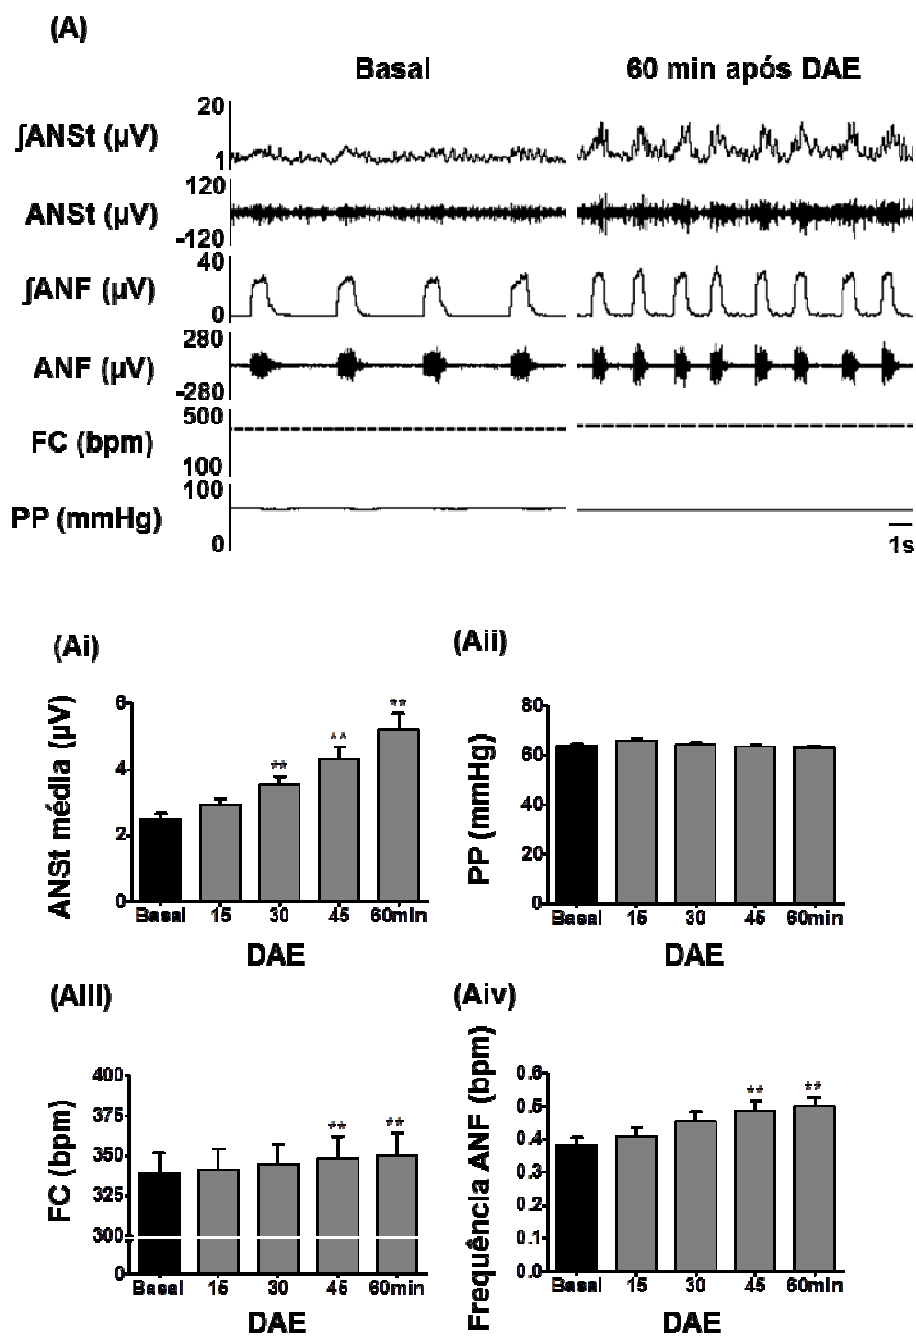 (A)
Basal 60 min após DAE
∫ANSt (µV) 20 1
ANSt (µV) 120 -120
∫ANF (µV) 40 0
ANF (µV) 280 -280
FC (bpm) 500 100
PP (mmHg) 100 0
1s
(Ai)
ANSt média (µV)
6
4
2
0
** ** **
Basal 15 30 45 60min
DAE
(Aii)
PP (mmHg)
80
60
40
20
0
Basal 15 30 45 60min
DAE
(AIII)
FC (bpm)
400
375
350
325
300
0
** **
Basal 15 30 45 60min
DAE
(Aiv)
Frequência ANF (bpm)
0.6
0.5
0.4
0.3
0.2
0.1
0.0
** **
Basal 15 30 45 60min
DAE